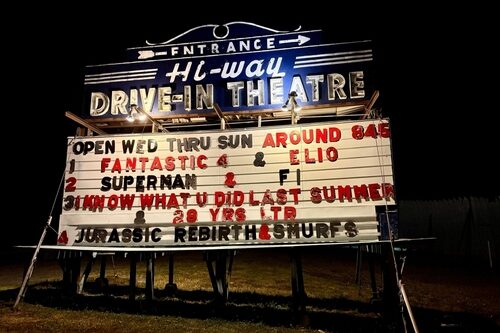 ENTRANCE
Hi-way
DRIVE-IN THEATRE
OPEN WED THRU SUN AROUND 845
1 FANTASTIC 4 & ELIO
2 SUPERMAN & F1
3 I KNOW WHAT U DID LAST SUMMER
& 28 YRS LTR
4 JURASSIC REBIRTH&SMURFS